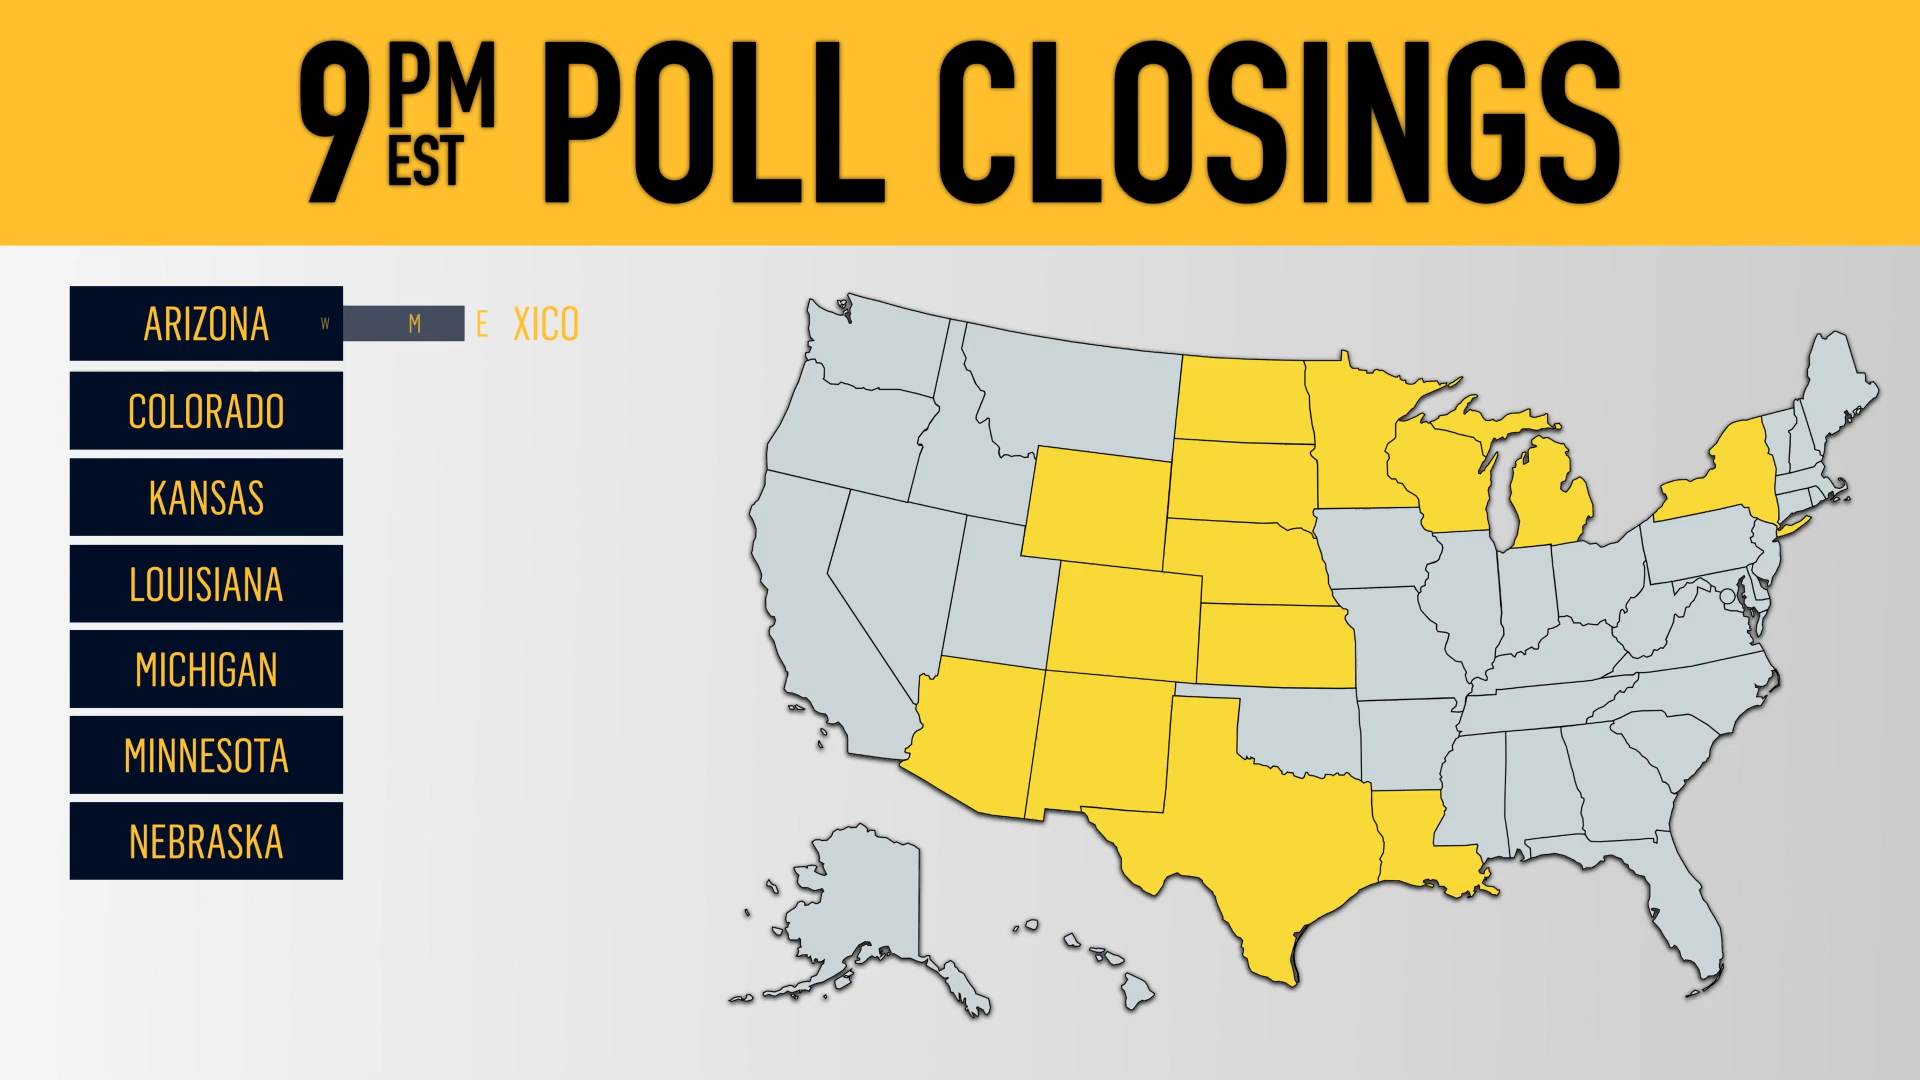 9 PM EST POLL CLOSINGS
ARIZONA W M E XICO
COLORADO
KANSAS
LOUISIANA
MICHIGAN
MINNESOTA
NEBRASKA